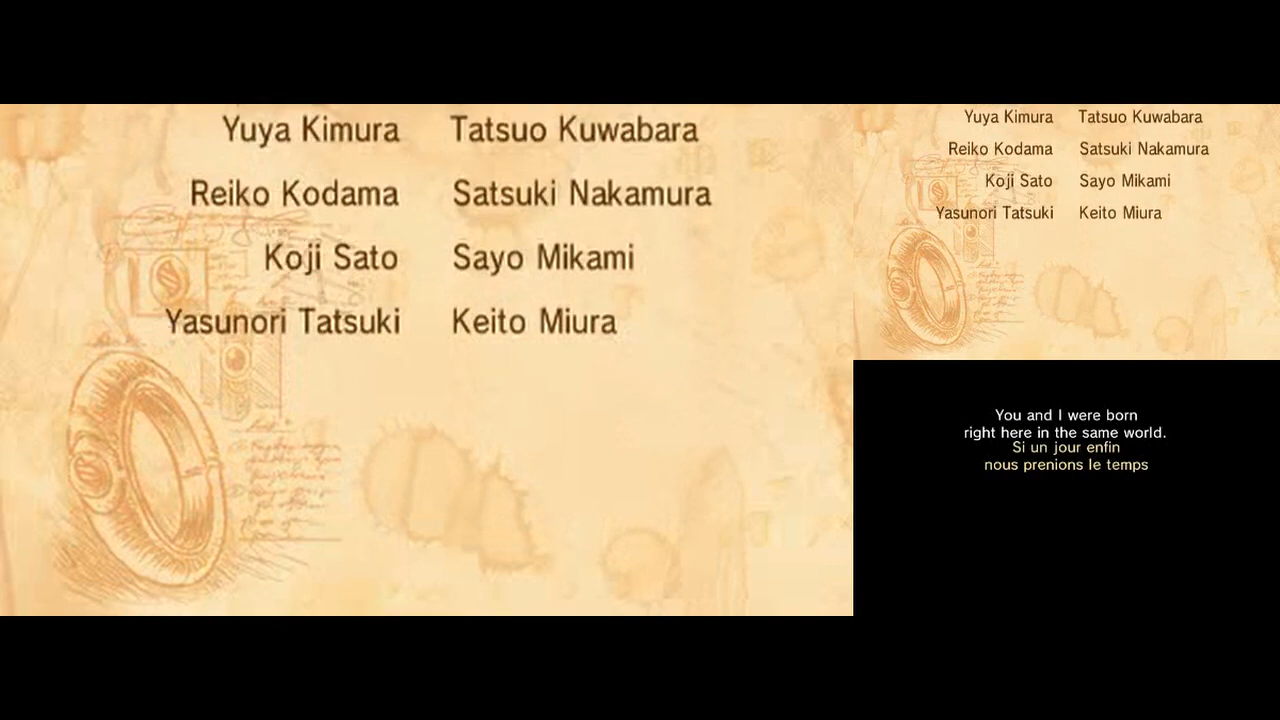 Yuya Kimura Tatsuo Kuwabara
Reiko Kodama Satsuki Nakamura
Koji Sato Sayo Mikami
Yasunori Tatsuki Keito Miura
Yuya Kimura Tatsuo Kuwabara
Reiko Kodama Satsuki Nakamura
Koji Sato Sayo Mikami
Yasunori Tatsuki Keito Miura
You and I were born
right here in the same world.
Si un jour enfin
nous prenions le temps